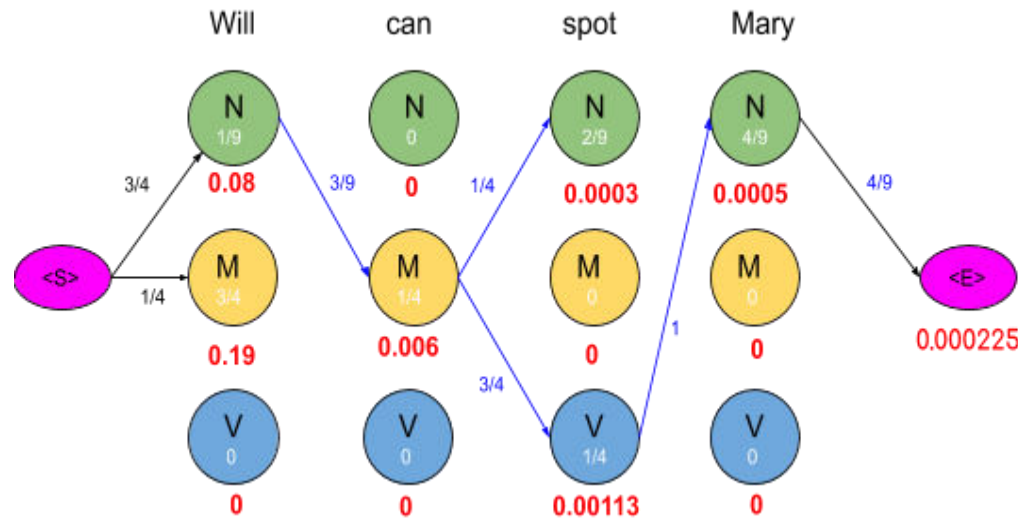 Will can spot Mary
N N N N
1/9 0 2/9 4/9
3/4 3/9 1/4 4/9
0.08 0 0.0003 0.0005
<S> M M M M <E>
3/4 1/4 0 0
1/4 1
0.19 0.006 0 0 0.000225
3/4
V V V V
0 0 1/4 0
0 0 0.00113 0